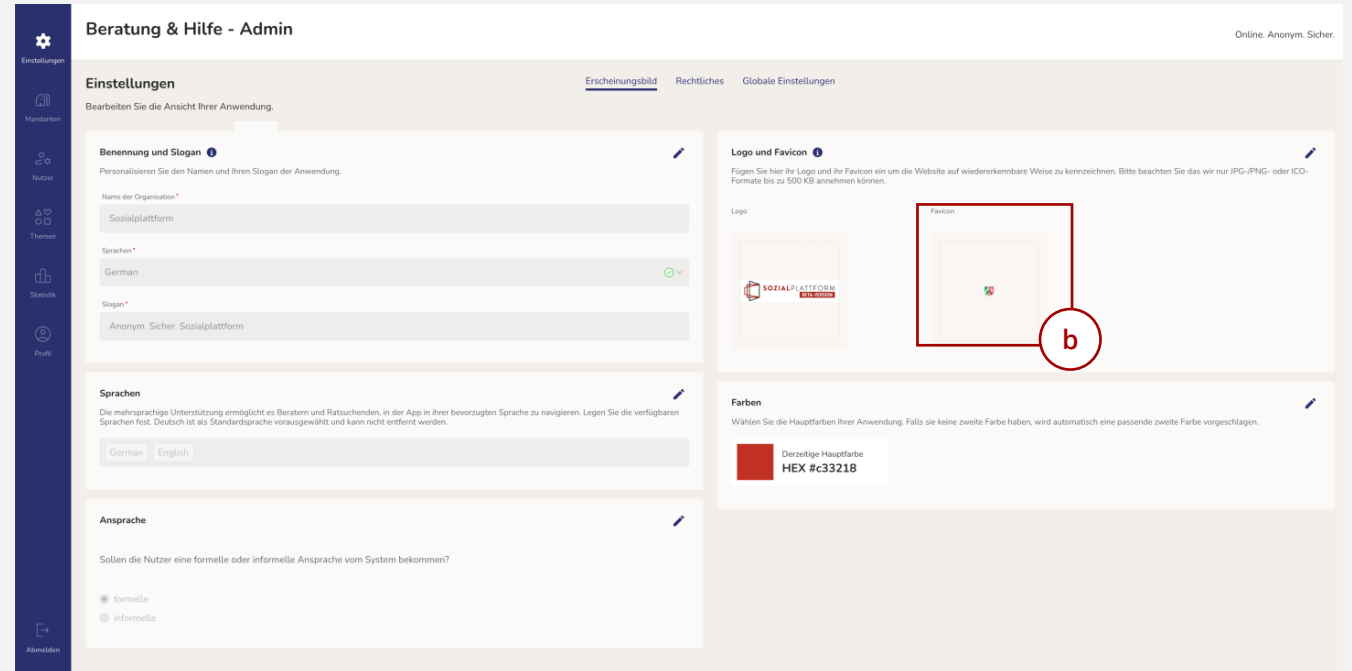 Beratung & Hilfe - Admin
Online. Anonym. Sicher.
Einstellungen
Mandanten
Nutzer
Themen
Statistik
Profil
Abmelden
Einstellungen
Erscheinungsbild
Rechtliches
Globale Einstellungen
Bearbeiten Sie die Ansicht Ihrer Anwendung.
Benennung und Slogan
Personalisieren Sie den Namen und Ihren Slogan der Anwendung.
Name der Organisation *
Sozialplattform
Sprachen *
German
Slogan *
Anonym. Sicher. Sozialplattform
Sprachen
Die mehrsprachige Unterstützung ermöglicht es Beratern und Ratsuchenden, in der App in ihrer bevorzugten Sprache zu navigieren. Legen Sie die verfügbaren
Sprachen fest. Deutsch ist als Standardsprache vorausgewählt und kann nicht entfernt werden.
German English
Ansprache
Sollen die Nutzer eine formelle oder informelle Ansprache vom System bekommen?
formelle
informelle
Logo und Favicon
Fügen Sie hier ihr Logo und ihr Favicon ein um die Website auf wiedererkennbare Weise zu kennzeichnen. Bitte beachten Sie das wir nur JPG-/PNG- oder ICO-
Formate bis zu 500 KB annehmen können.
Logo
SOZIALPLATTFORM
BETA-VERSION
Favicon
b
Farben
Wählen Sie die Hauptfarben Ihrer Anwendung. Falls sie keine zweite Farbe haben, wird automatisch eine passende zweite Farbe vorgeschlagen.
Derzeitige Hauptfarbe
HEX #c33218